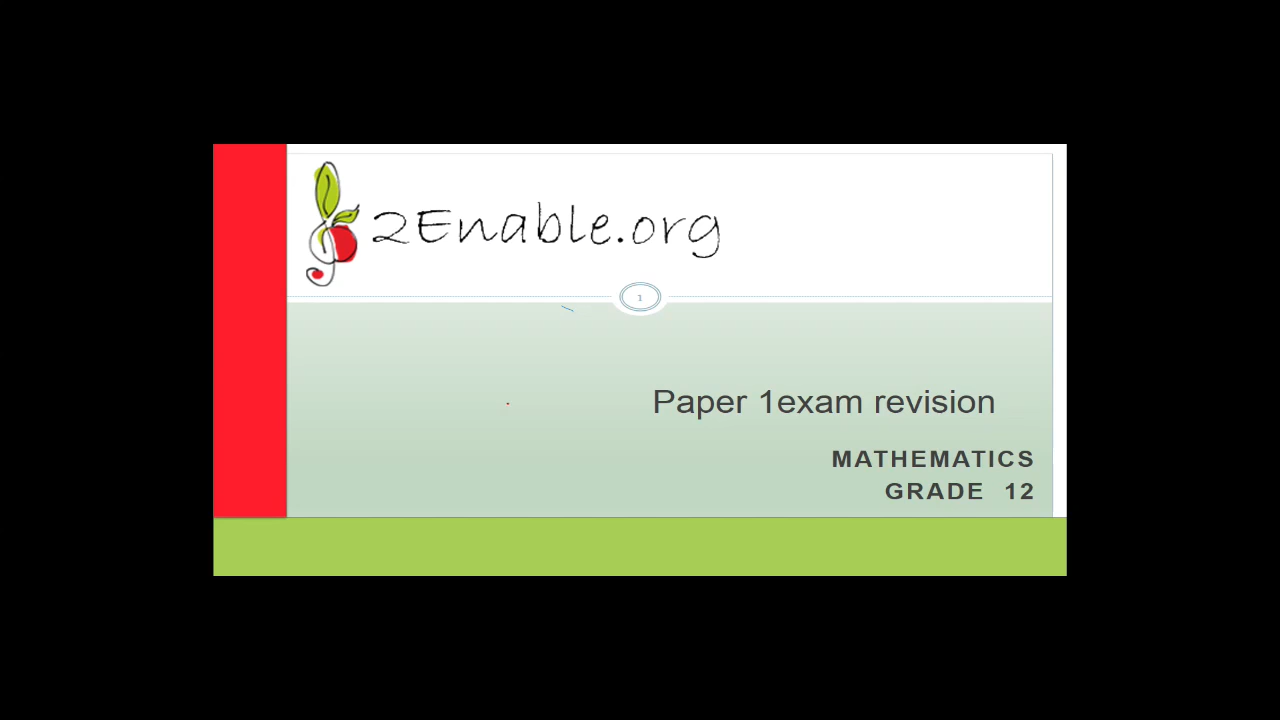 2Enable.org
1
Paper 1exam revision
MATHEMATICS
GRADE 12